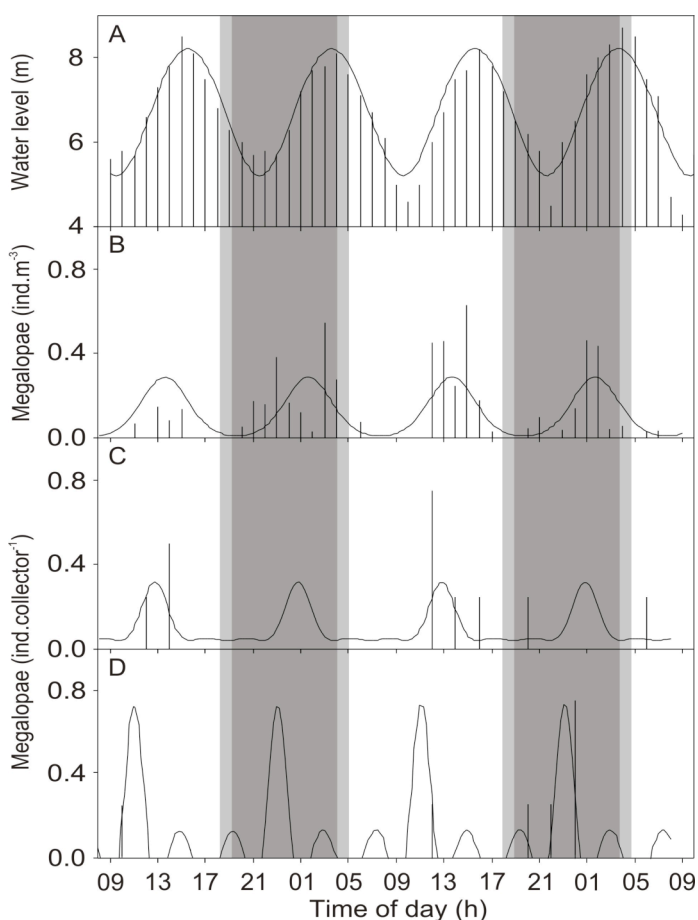 A
Water level (m)
8
6
4
B
Megalopae (ind.m-3)
0.8
0.4
0.0
C
Megalopae (ind.collector-1)
0.8
0.4
0.0
D
0.8
0.4
0.0
09 13 17 21 01 05 09 13 17 21 01 05 09
Time of day (h)